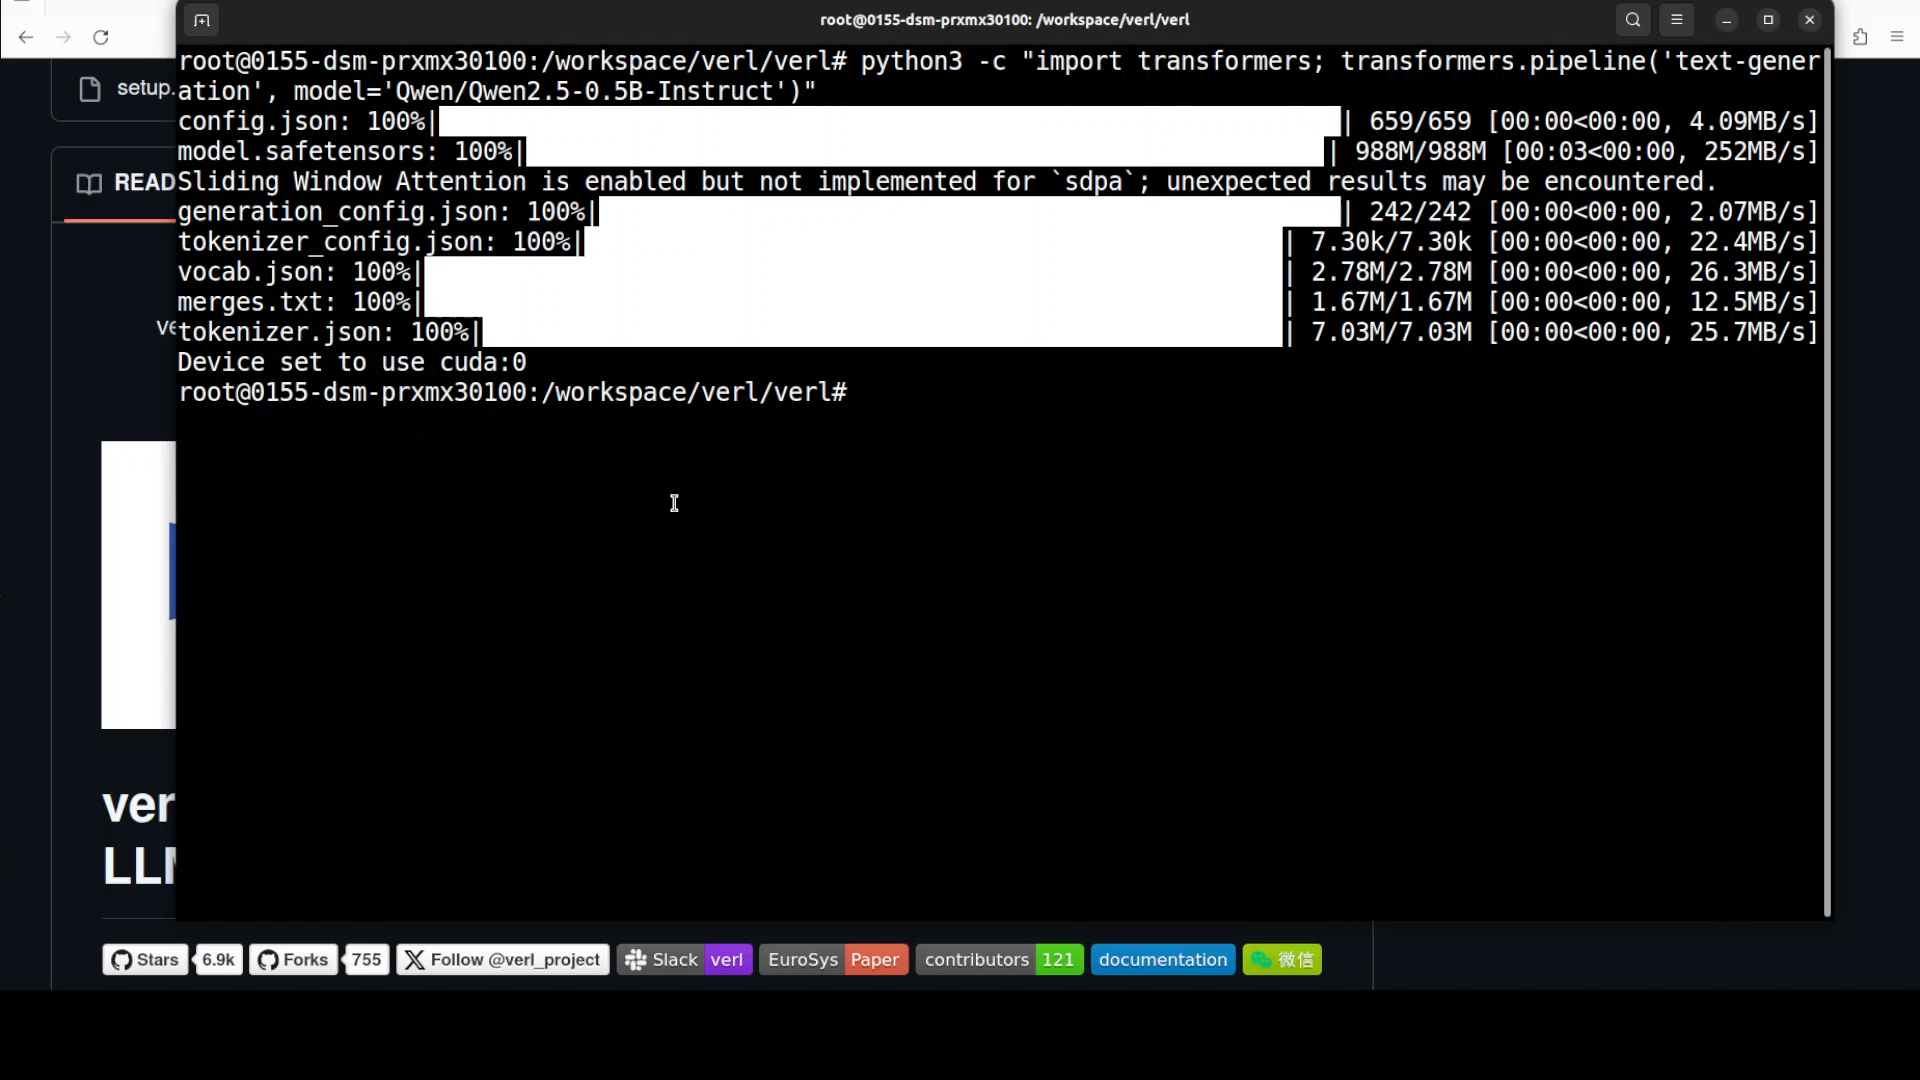 root@0155-dsm-prxmx30100: /workspace/verl/verl
root@0155-dsm-prxmx30100:/workspace/verl/verl# python3 -c "import transformers; transformers.pipeline('text-gener
ation', model='Qwen/Qwen2.5-0.5B-Instruct')"
config.json: 100%| | 659/659 [00:00<00:00, 4.09MB/s]
model.safetensors: 100%| | 988M/988M [00:03<00:00, 252MB/s]
Sliding Window Attention is enabled but not implemented for `sdpa`; unexpected results may be encountered.
generation_config.json: 100%| | 242/242 [00:00<00:00, 2.07MB/s]
tokenizer_config.json: 100%| | 7.30k/7.30k [00:00<00:00, 22.4MB/s]
vocab.json: 100%| | 2.78M/2.78M [00:00<00:00, 26.3MB/s]
merges.txt: 100%| | 1.67M/1.67M [00:00<00:00, 12.5MB/s]
tokenizer.json: 100%| | 7.03M/7.03M [00:00<00:00, 25.7MB/s]
Device set to use cuda:0
root@0155-dsm-prxmx30100:/workspace/verl/verl#
setup.
READ
ve
ver
LLM
Stars 6.9k Forks 755 Follow @verl_project Slack verl EuroSys Paper contributors 121 documentation 微信